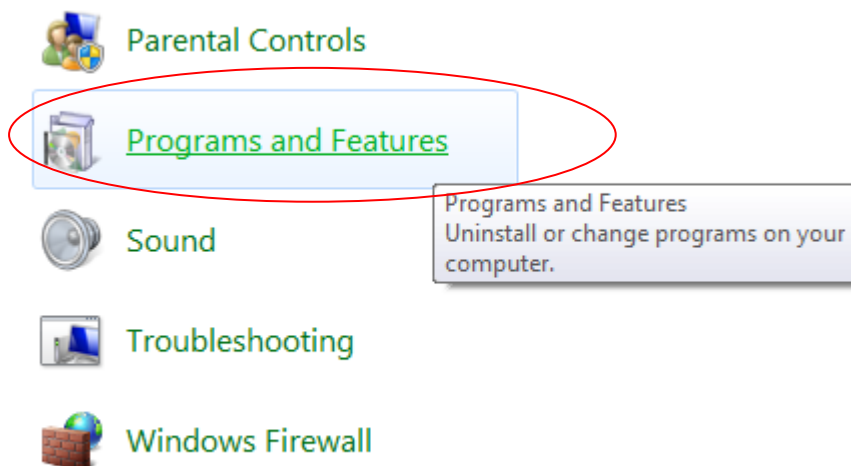 Parental Controls
Programs and Features
Programs and Features
Uninstall or change programs on your
computer.
Sound
Troubleshooting
Windows Firewall